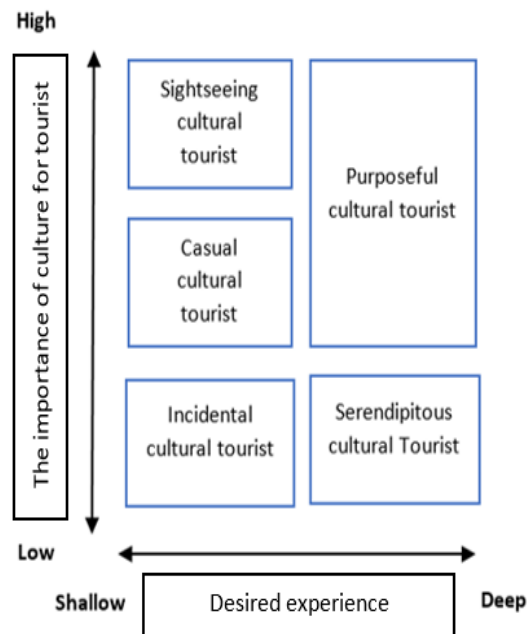 High
The importance of culture for tourist
Sightseeing
cultural
tourist
Purposeful
cultural tourist
Casual
cultural
tourist
Incidental
cultural tourist
Serendipitous
cultural Tourist
Low
Shallow
Desired experience
Deep